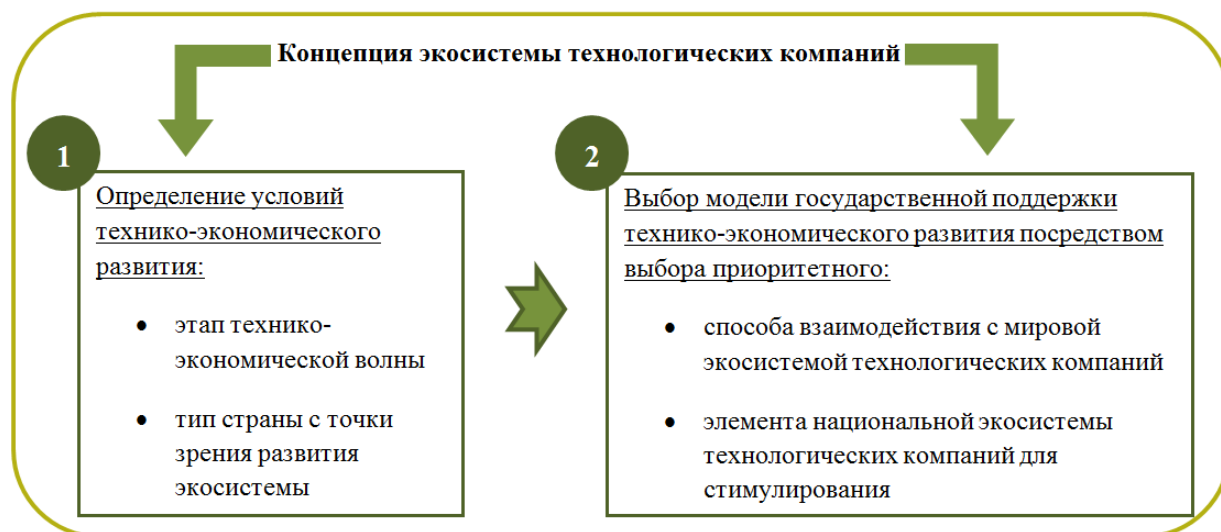 Концепция экосистемы технологических компаний
1
Определение условий
технико-экономического
развития:
• этап технико-
экономической волны
• тип страны с точки
зрения развития
экосистемы
2
Выбор модели государственной поддержки
технико-экономического развития посредством
выбора приоритетного:
• способа взаимодействия с мировой
экосистемой технологических компаний
• элемента национальной экосистемы
технологических компаний для
стимулирования